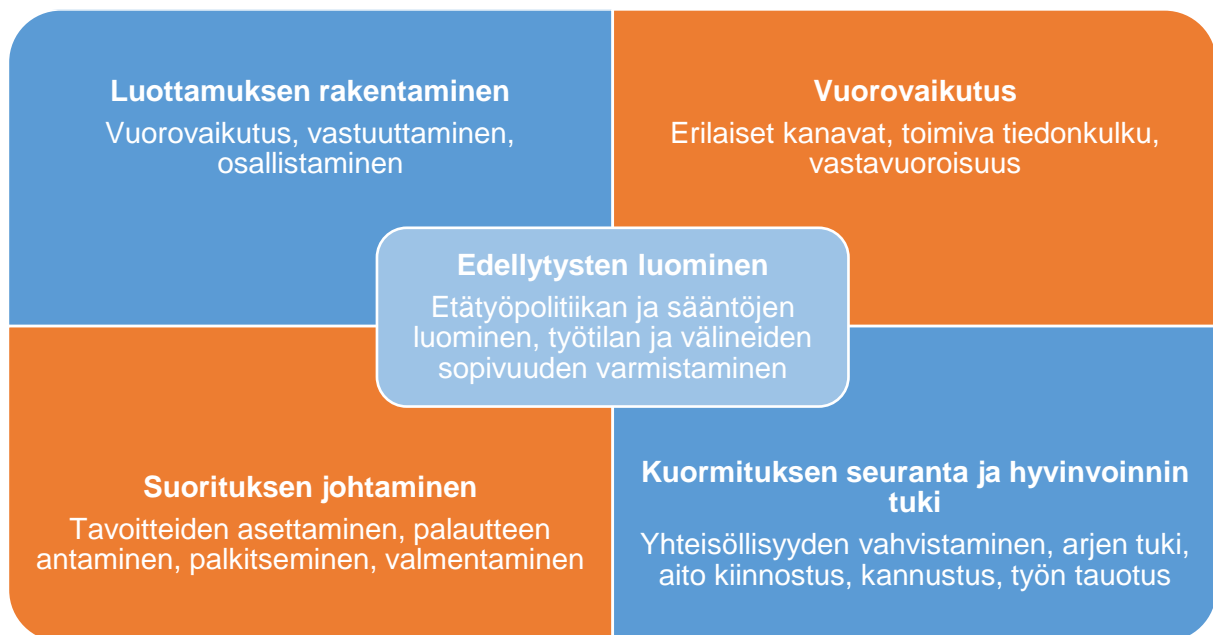 Luottamuksen rakentaminen
Vuorovaikutus, vastuuttaminen,
osallistaminen
Vuorovaikutus
Erilaiset kanavat, toimiva tiedonkulku,
vastavuoroisuus
Edellytysten luominen
Etätyöpolitiikan ja sääntöjen
luominen, työtilan ja välineiden
sopivuuden varmistaminen
Suorituksen johtaminen
Tavoitteiden asettaminen, palautteen
antaminen, palkitseminen, valmentaminen
Kuormituksen seuranta ja hyvinvoinnin
tuki
Yhteisöllisyyden vahvistaminen, arjen tuki,
aito kiinnostus, kannustus, työn tauotus